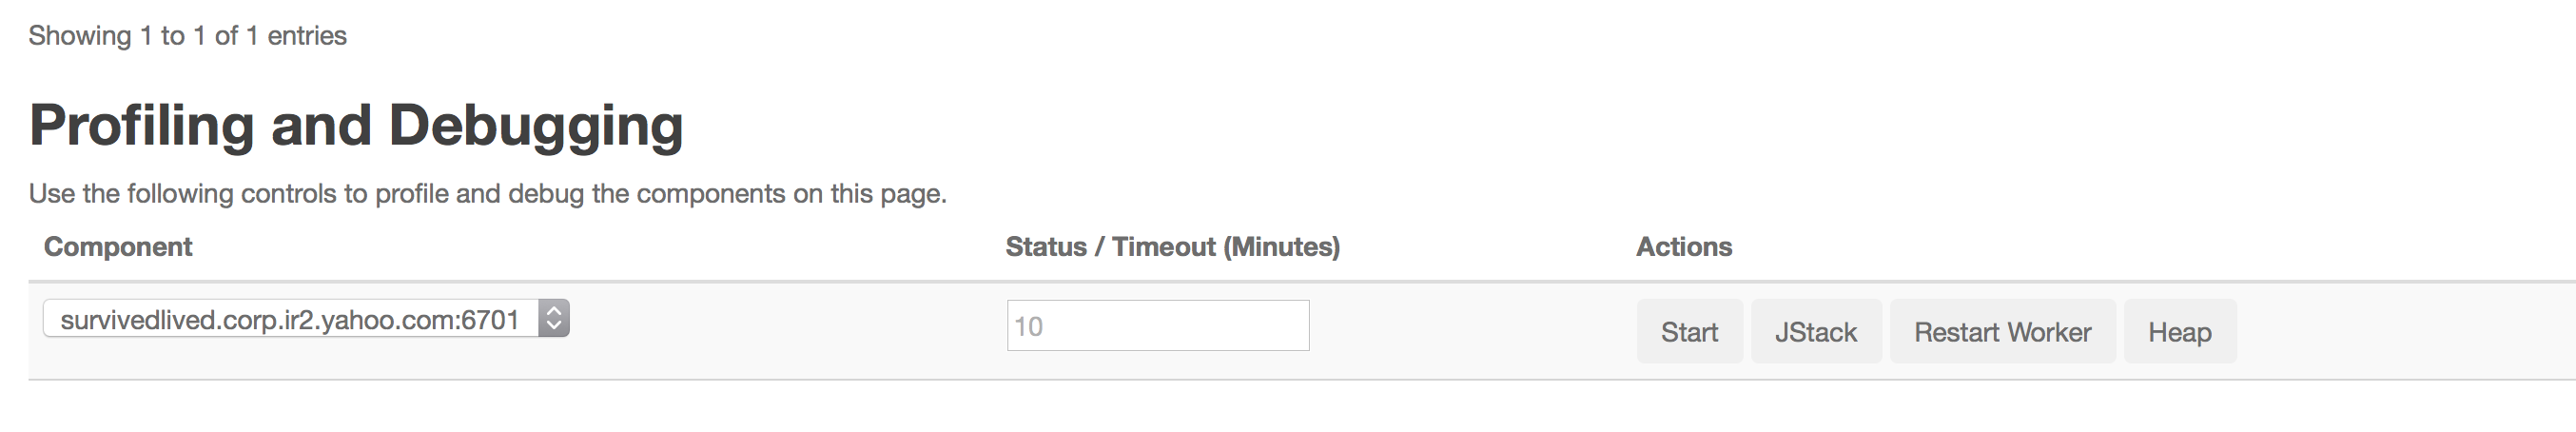 Showing 1 to 1 of 1 entries
Profiling and Debugging
Use the following controls to profile and debug the components on this page.
Component Status / Timeout (Minutes) Actions
survivedlived.corp.ir2.yahoo.com:6701 10 Start JStack Restart Worker Heap